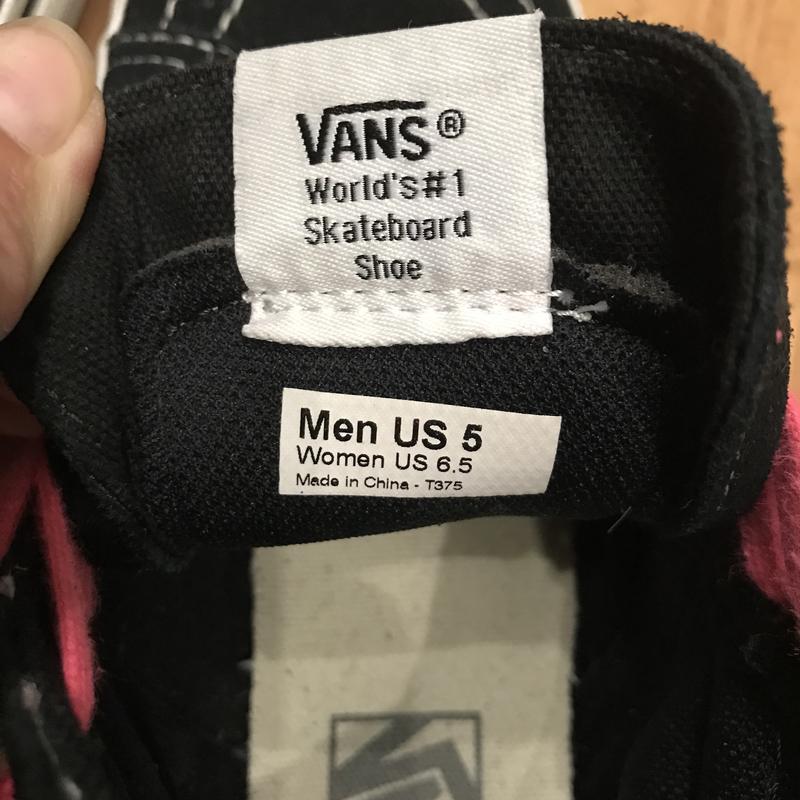 VANS®
World's #1
Skateboard
Shoe
Men US 5
Women US 6.5
Made in China - T375